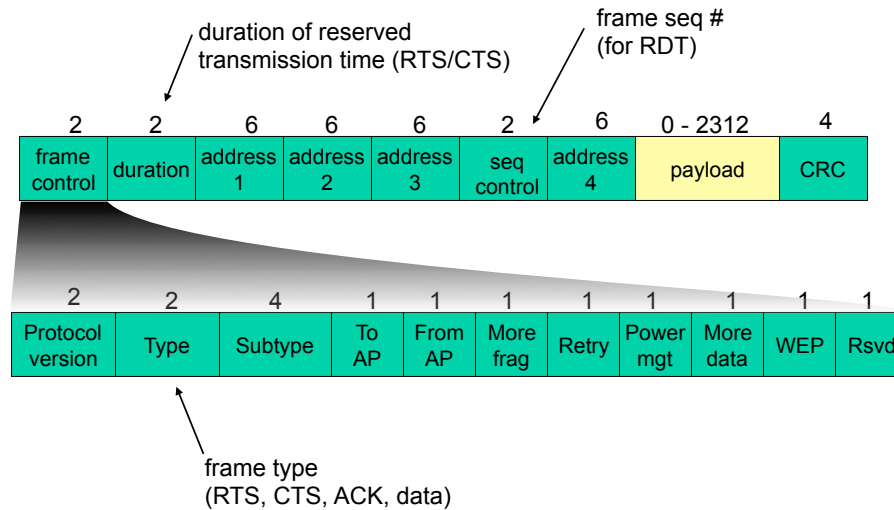 duration of reserved
transmission time (RTS/CTS)
frame seq #
(for RDT)
2 2 6 6 6 2 6 0 - 2312 4
frame
control
duration
address
1
address
2
address
3
seq
control
address
4
payload
CRC
2 2 4 1 1 1 1 1 1 1 1
Protocol
version
Type
Subtype
To
AP
From
AP
More
frag
Retry
Power
mgt
More
data
WEP
Rsvd
frame type
(RTS, CTS, ACK, data)